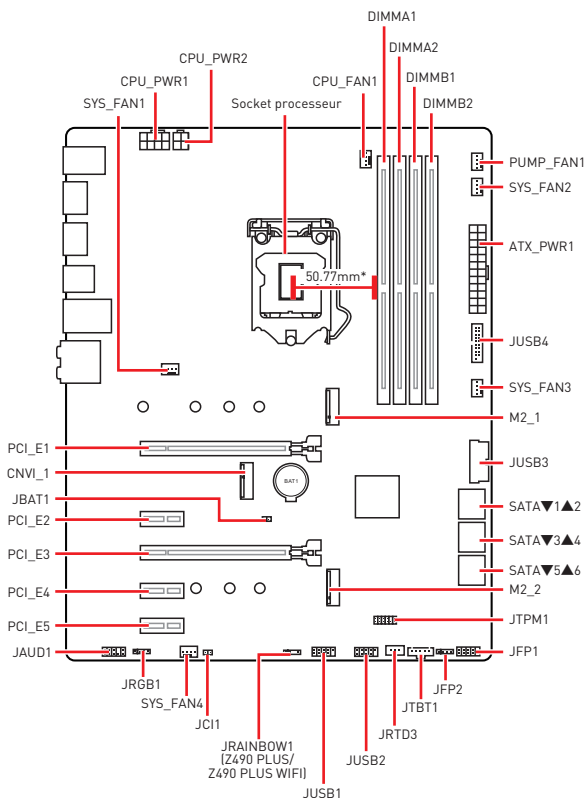 DIMMA1
DIMMA2
CPU_PWR2
CPU_PWR1
CPU_FAN1
DIMMB1
SYS_FAN1
Socket processeur
DIMMB2
PUMP_FAN1
SYS_FAN2
ATX_PWR1
50.77mm*
JUSB4
SYS_FAN3
M2_1
PCI_E1
JUSB3
CNVI_1
BAT1
JBAT1
SATA▼1▲2
PCI_E2
SATA▼3▲4
PCI_E3
SATA▼5▲6
PCI_E4
M2_2
JTPM1
PCI_E5
JAUD1
JFP1
JRGB1
JFP2
SYS_FAN4
JCI1
JTBT1
JRTD3
JRAINBOW1
(Z490 PLUS/
Z490 PLUS WIFI)
JUSB2
JUSB1